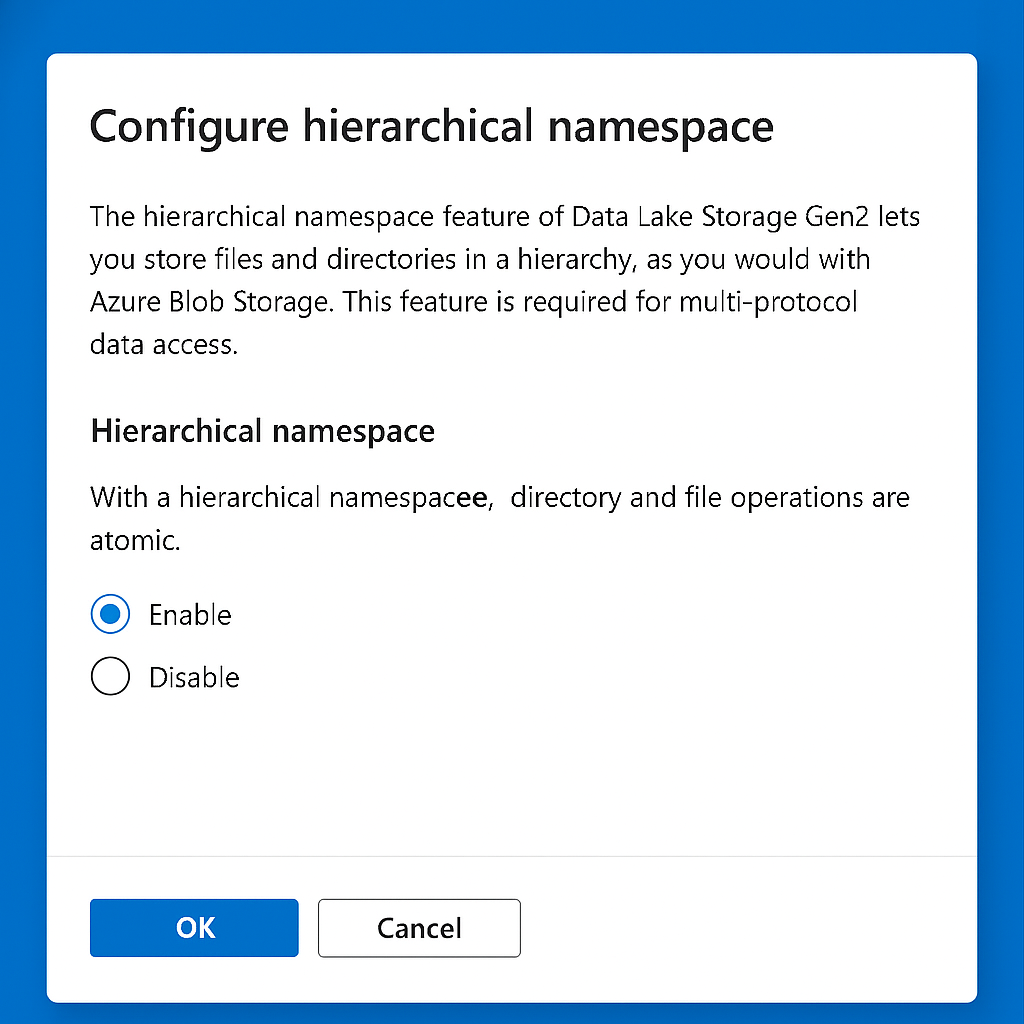 Configure hierarchical namespace
The hierarchical namespace feature of Data Lake Storage Gen2 lets
you store files and directories in a hierarchy, as you would with
Azure Blob Storage. This feature is required for multi-protocol
data access.
Hierarchical namespace
With a hierarchical namespacee, directory and file operations are
atomic.
Enable
Disable
OK
Cancel